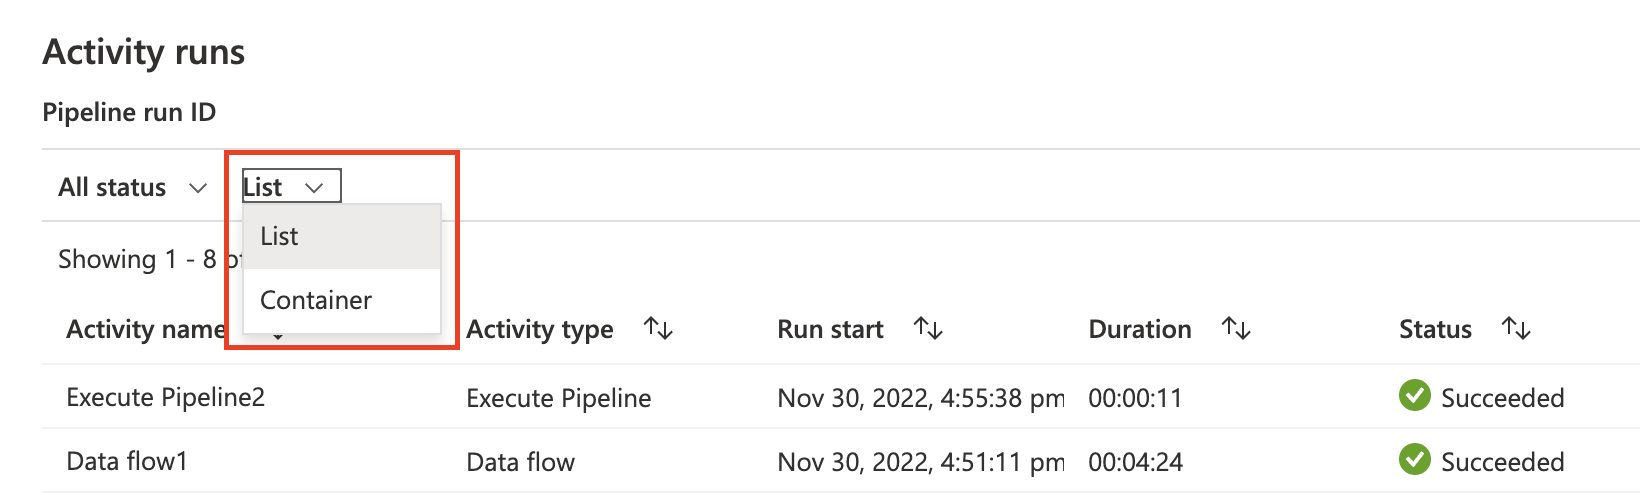 Activity runs
Pipeline run ID
All status List
List
Showing 1 - 8
Container
Activity name Activity type Run start Duration Status
Execute Pipeline2 Execute Pipeline Nov 30, 2022, 4:55:38 pm 00:00:11 Succeeded
Data flow1 Data flow Nov 30, 2022, 4:51:11 pm 00:04:24 Succeeded